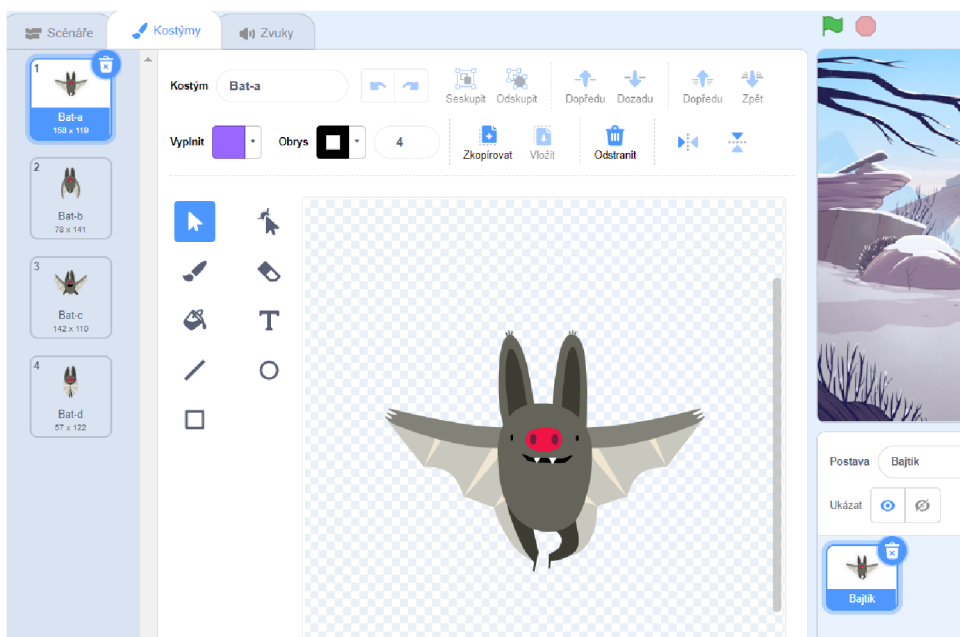 Scénáře
Kostýmy
Zvuky
1
Bat-a
158 x 119
2
Bat-b
78 x 141
3
Bat-c
142 x 110
4
Bat-d
57 x 122
Kostým
Bat-a
Seskupit
Odskupit
Dopředu
Dozadu
Dopředu
Zpět
Vyplnit
Obrys
4
Zkopírovat
Vložit
Odstranit
T
Postava
Bajtík
Ukázat
Bajtík